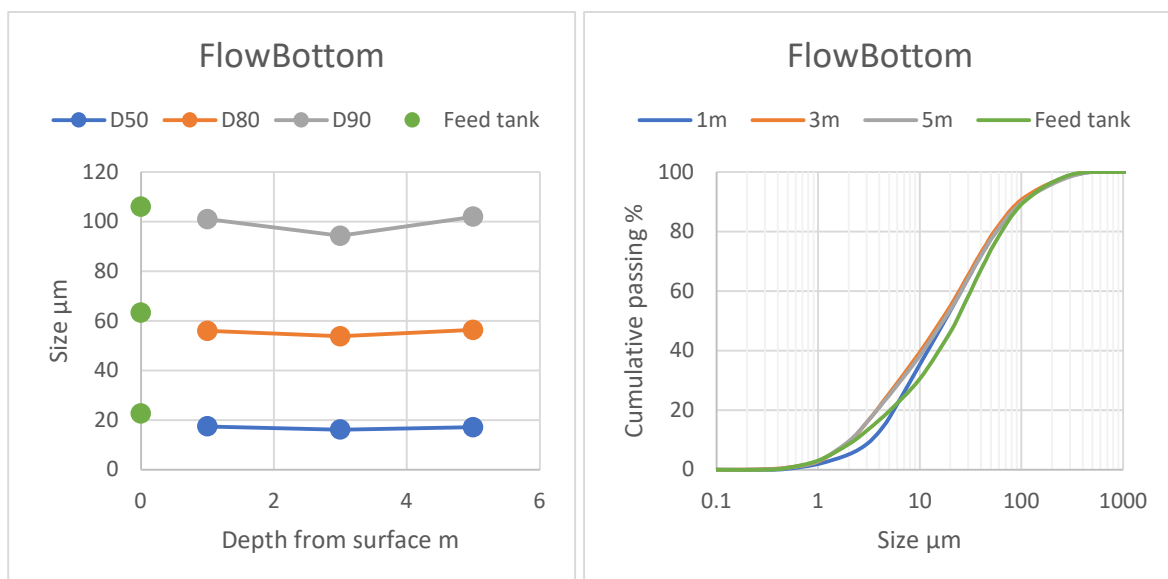 FlowBottom
D50 D80 D90 Feed tank
120
100
80
60
40
20
0
0 2 4 6
Size µm
Depth from surface m
FlowBottom
1m 3m 5m Feed tank
100
80
60
40
20
0
0.1 1 10 100 1000
Cumulative passing %
Size µm